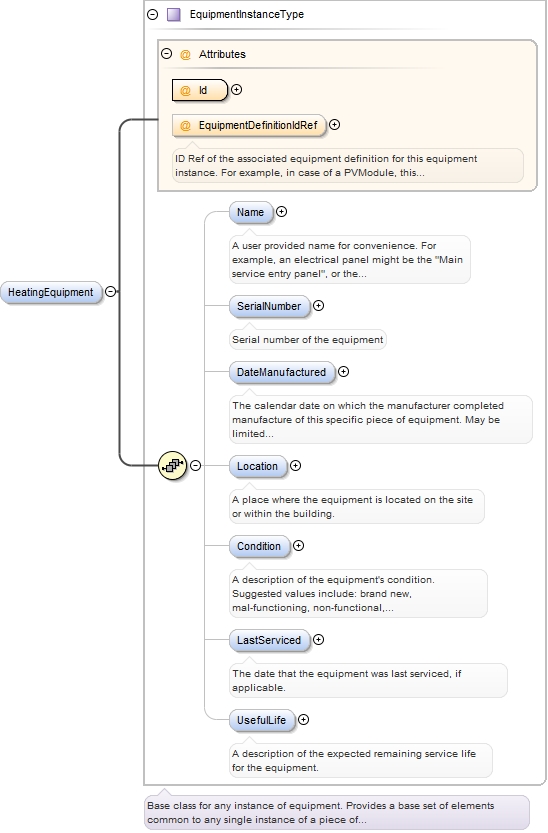 EquipmentInstanceType
@ Attributes
@ Id
@ EquipmentDefinitionIdRef
ID Ref of the associated equipment definition for this equipment
instance. For example, in case of a PVModule, this...
Name
A user provided name for convenience. For
example, an electrical panel might be the "Main
service entry panel", or the...
HeatingEquipment
SerialNumber
Serial number of the equipment
DateManufactured
The calendar date on which the manufacturer completed
manufacture of this specific piece of equipment. May be
limited...
Location
A place where the equipment is located on the site
or within the building.
Condition
A description of the equipment's condition.
Suggested values include: brand new,
mal-functioning, non-functional,...
LastServiced
The date that the equipment was last serviced, if
applicable.
UsefulLife
A description of the expected remaining service life
for the equipment.
Base class for any instance of equipment. Provides a base set of elements
common to any single instance of a piece of...